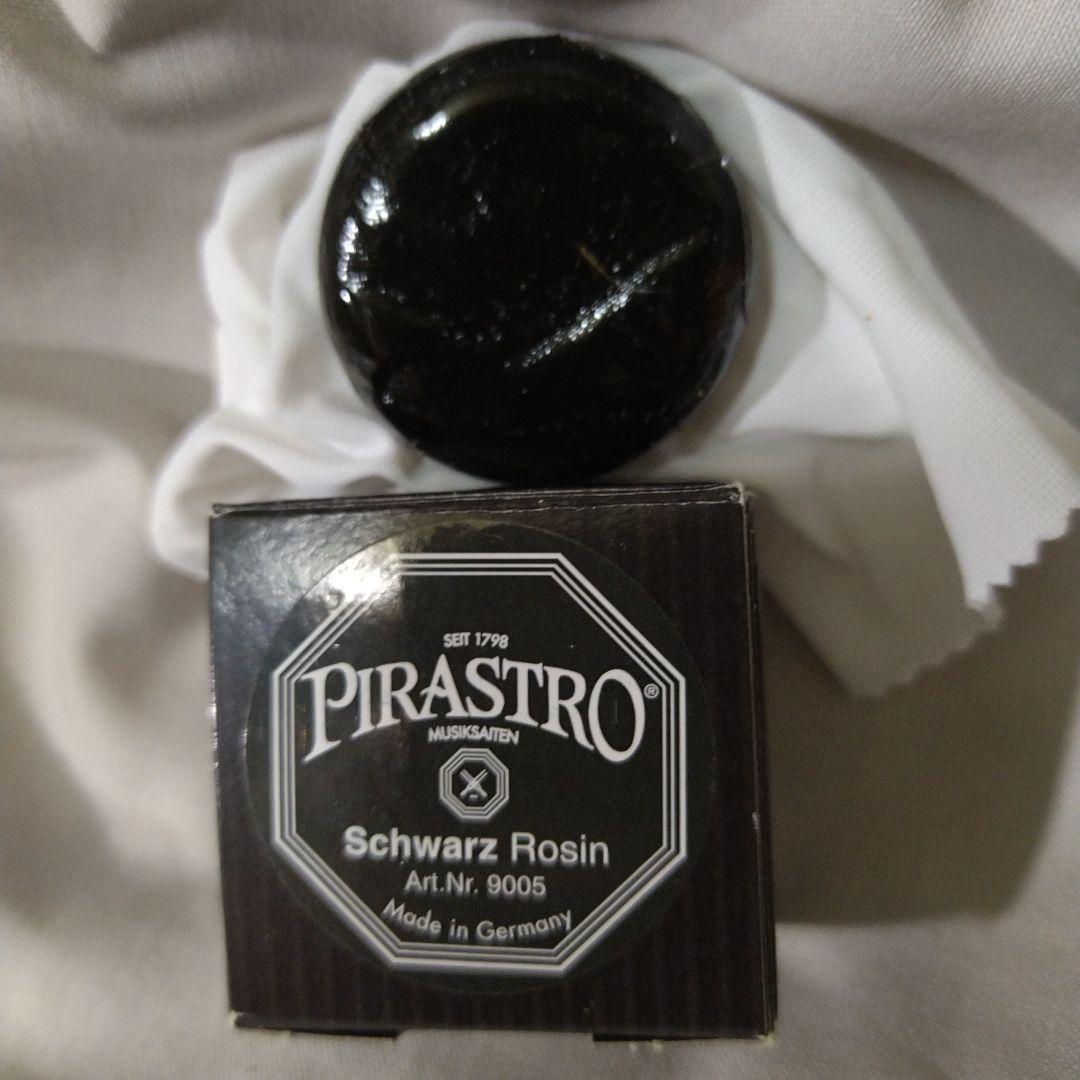 SEIT 1798
PIRASTRO®
MUSIKSAITEN
Schwarz Rosin
Art.Nr. 9005
Made in Germany